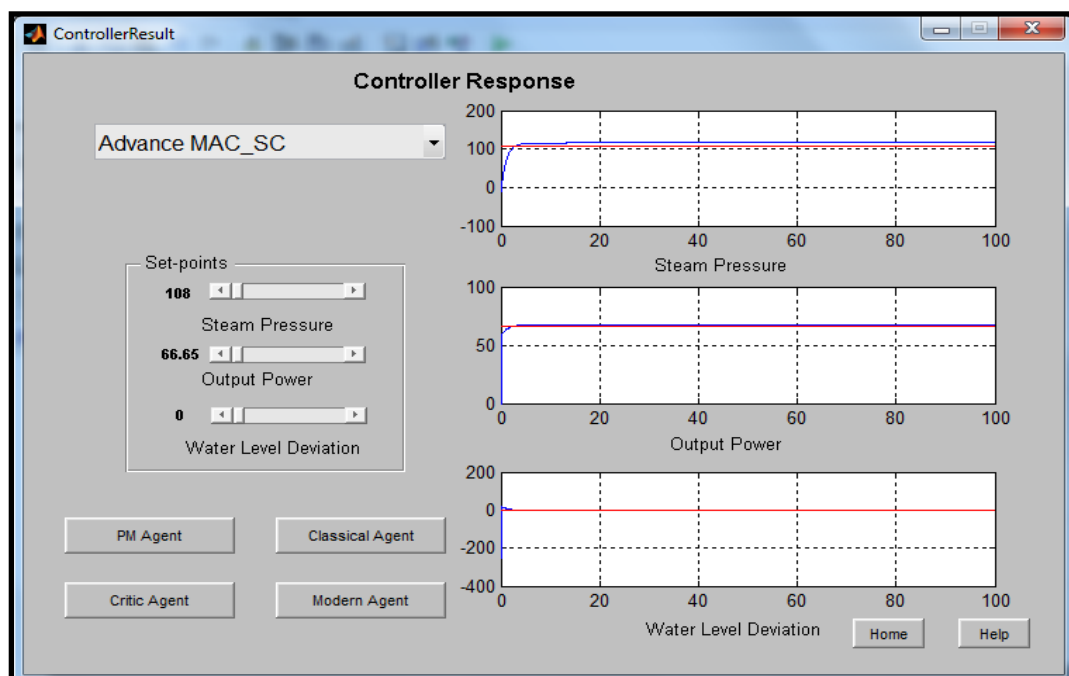 ControllerResult
Controller Response
Advance MAC_SC
Set-points
108
Steam Pressure
66.65
Output Power
0
Water Level Deviation
PM Agent
Classical Agent
Critic Agent
Modern Agent
200
100
0
-100
0 20 40 60 80 100
Steam Pressure
100
50
0
0 20 40 60 80 100
Output Power
200
0
-200
-400
0 20 40 60 80 100
Water Level Deviation
Home
Help